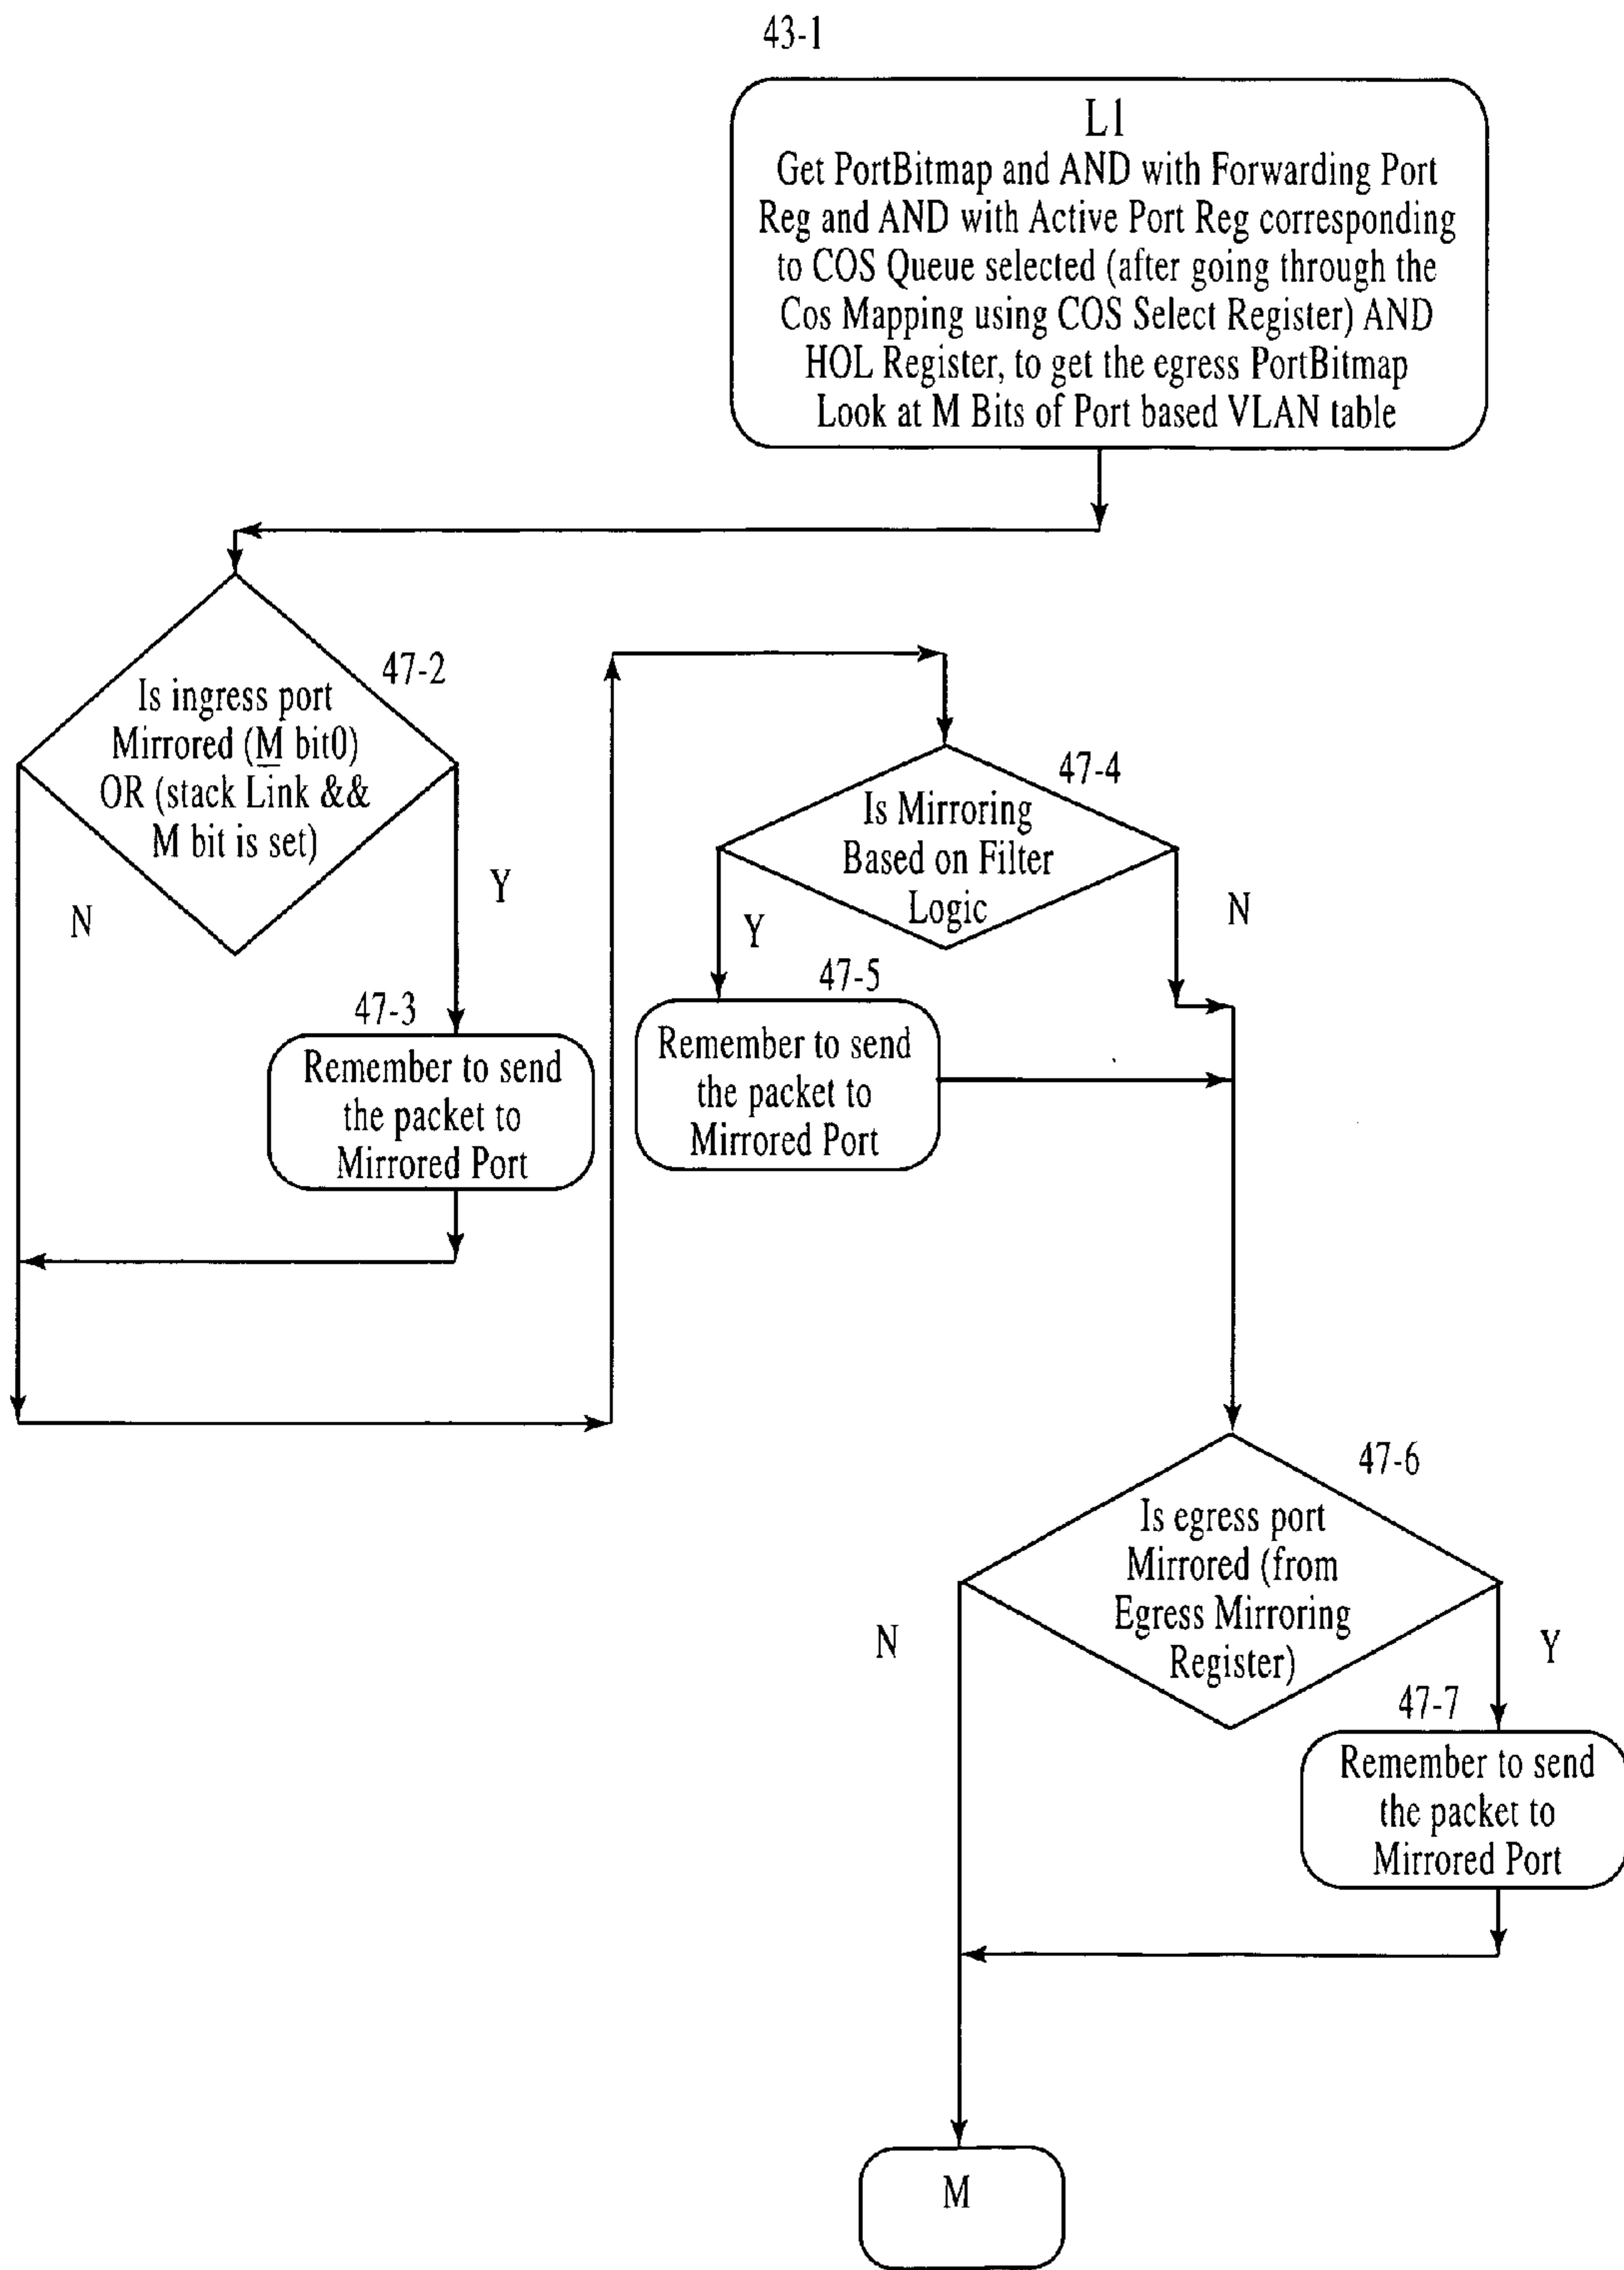 43-1
L1
Get PortBitmap and AND with Forwarding Port
Reg and AND with Active Port Reg corresponding
to COS Queue selected (after going through the
Cos Mapping using COS Select Register) AND
HOL Register, to get the egress PortBitmap
Look at M Bits of Port based VLAN table
47-2
Is ingress port
Mirrored (M bit0)
OR (stack Link &&
M bit is set)
N
Y
47-3
Remember to send
the packet to
Mirrored Port
47-4
Is Mirroring
Based on Filter
Logic
Y
N
47-5
Remember to send
the packet to
Mirrored Port
47-6
Is egress port
Mirrored (from
Egress Mirroring
Register)
N
Y
47-7
Remember to send
the packet to
Mirrored Port
M